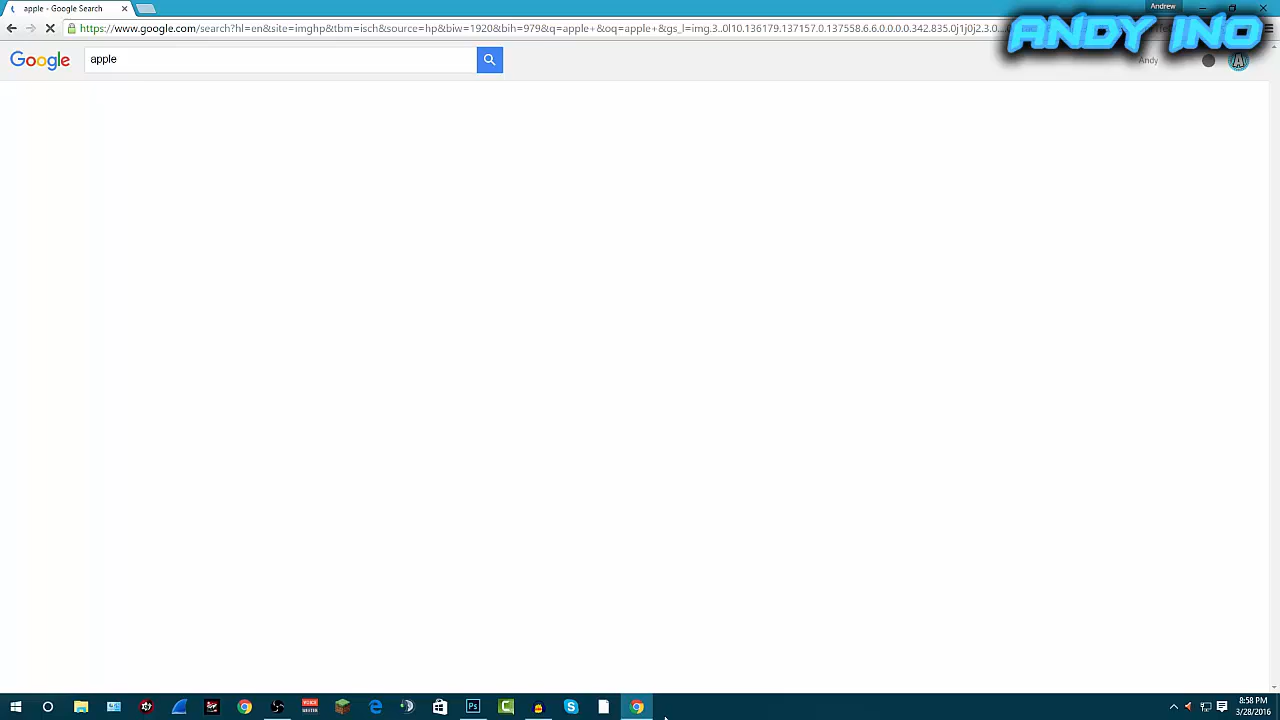 apple - Google Search
Andrew
https://www.google.com/search?hl=en&site=imghp&tbm=isch&source=hp&biw=1920&bih=979&q=apple+&oq=apple+&gs_l=img.3..0l10.136179.137157.0.137558.6.6.0.0.0.0.342.835.0j1j0j2.3.0....0
ANDY INO
Google
apple
Andy
A
Ps
8:58 PM
3/28/2016